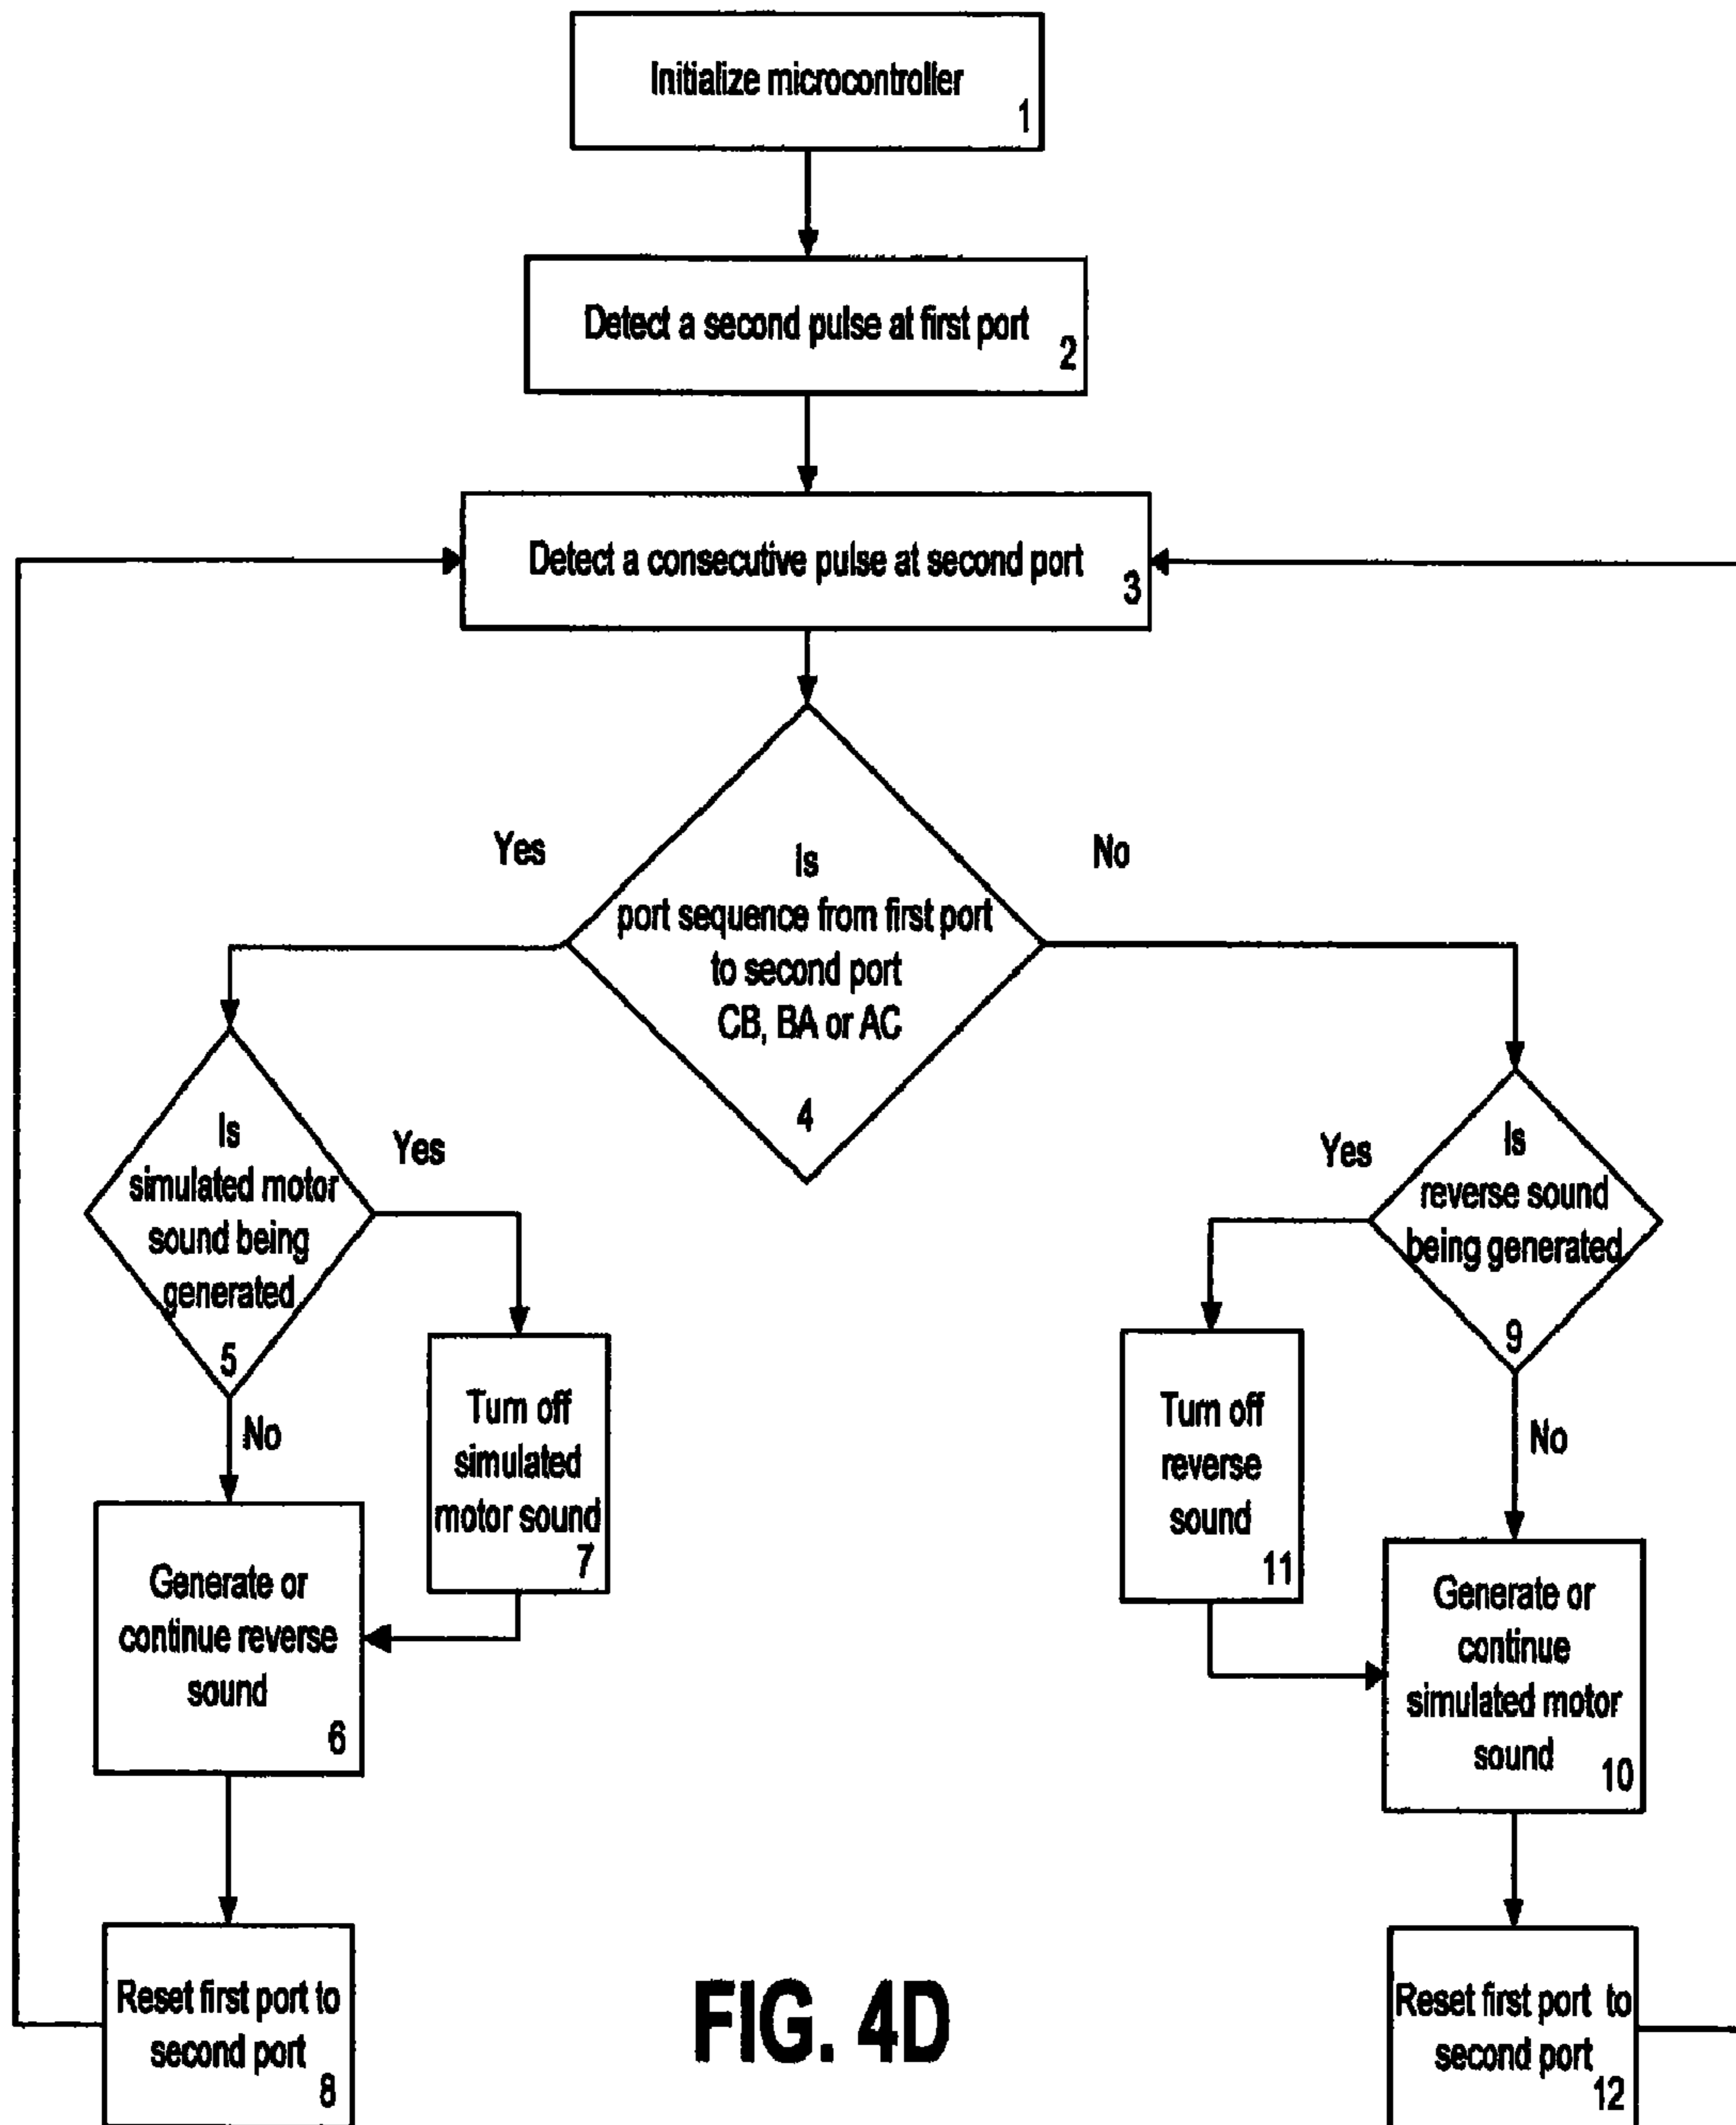 Initialize microcontroller
1
Detect a second pulse at first port
2
Detect a consecutive pulse at second port
3
Yes
No
Is
port sequence from first port
to second port
CB, BA or AC
4
Is
simulated motor
sound being
generated
5
Yes
No
Turn off
simulated
motor sound
7
Generate or
continue reverse
sound
6
Reset first port to
second port
8
Yes
Is
reverse sound
being generated
9
No
Turn off
reverse
sound
11
Generate or
continue
simulated motor
sound
10
Reset first port to
second port
12
FIG. 4D